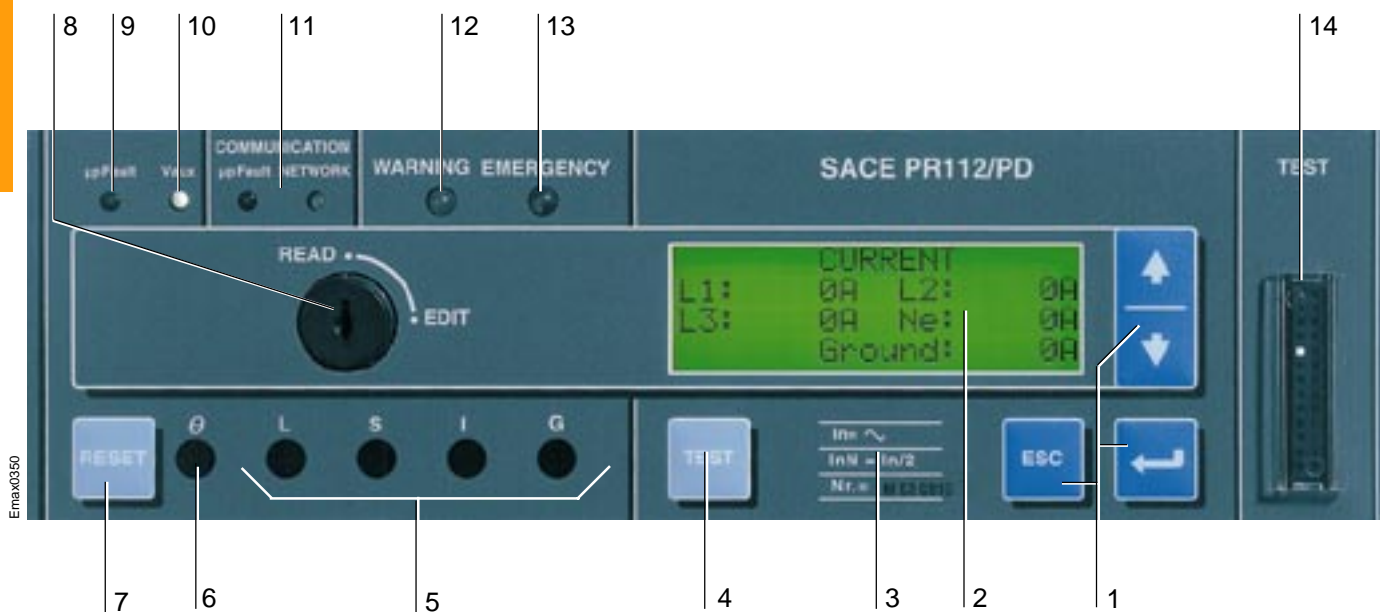 8 9 10 11 12 13 14
COMMUNICATION
µpFault Vaux µpFault NETWORK WARNING EMERGENCY SACE PR112/PD TEST
READ
EDIT
CURRENT
L1: 0A L2: 0A
L3: 0A Ne: 0A
Ground: 0A
θ L S I G
RESET TEST ESC
In=
InN = In/2
Nr.=
Emax0350
7 6 5 4 3 2 1